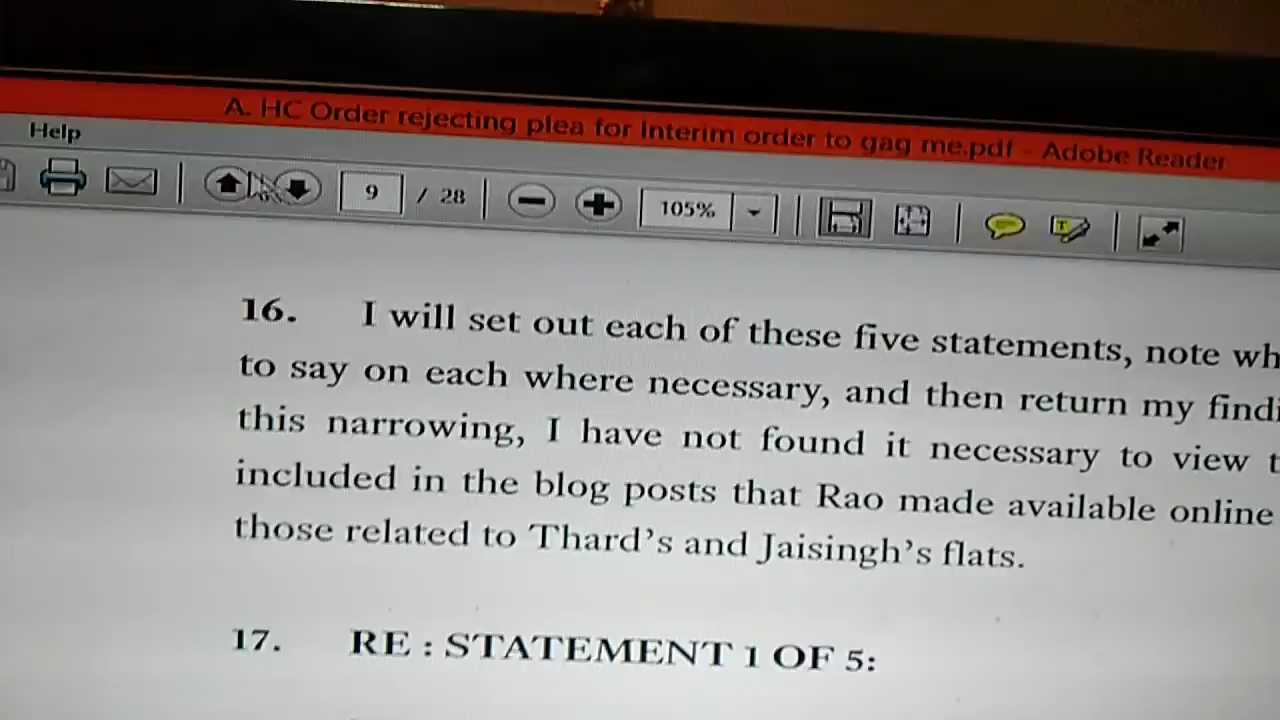 A. HC Order rejecting plea for Interim order to gag me.pdf - Adobe Reader
Help
9 / 28 105%
16. I will set out each of these five statements, note wh
to say on each where necessary, and then return my findi
this narrowing, I have not found it necessary to view t
included in the blog posts that Rao made available online
those related to Thard's and Jaisingh's flats.
17. RE : STATEMENT 1 OF 5: